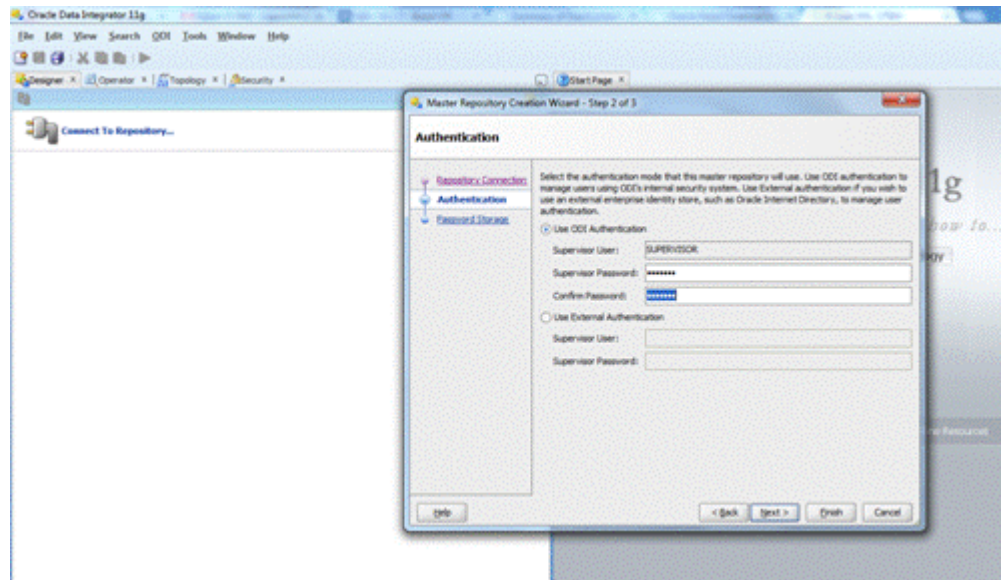 Oracle Data Integrator 11g
File Edit View Search ODI Tools Window Help
Designer Operator Topology Security
Start Page
Connect To Repository...
Master Repository Creation Wizard - Step 2 of 3
Authentication
Repository Connection
Authentication
Password Storage
Select the authentication mode that this master repository will use. Use ODI authentication to
manage users using ODI's internal security system. Use External authentication if you wish to
use an external enterprise identity store, such as Oracle Internet Directory, to manage user
authentication.
Use ODI Authentication
Supervisor User: SUPERVISOR
Supervisor Password: •••••••
Confirm Password: •••••••
Use External Authentication
Supervisor User:
Supervisor Password:
Help < Back Next > Finish Cancel
1g
how to...
ogy
Resources